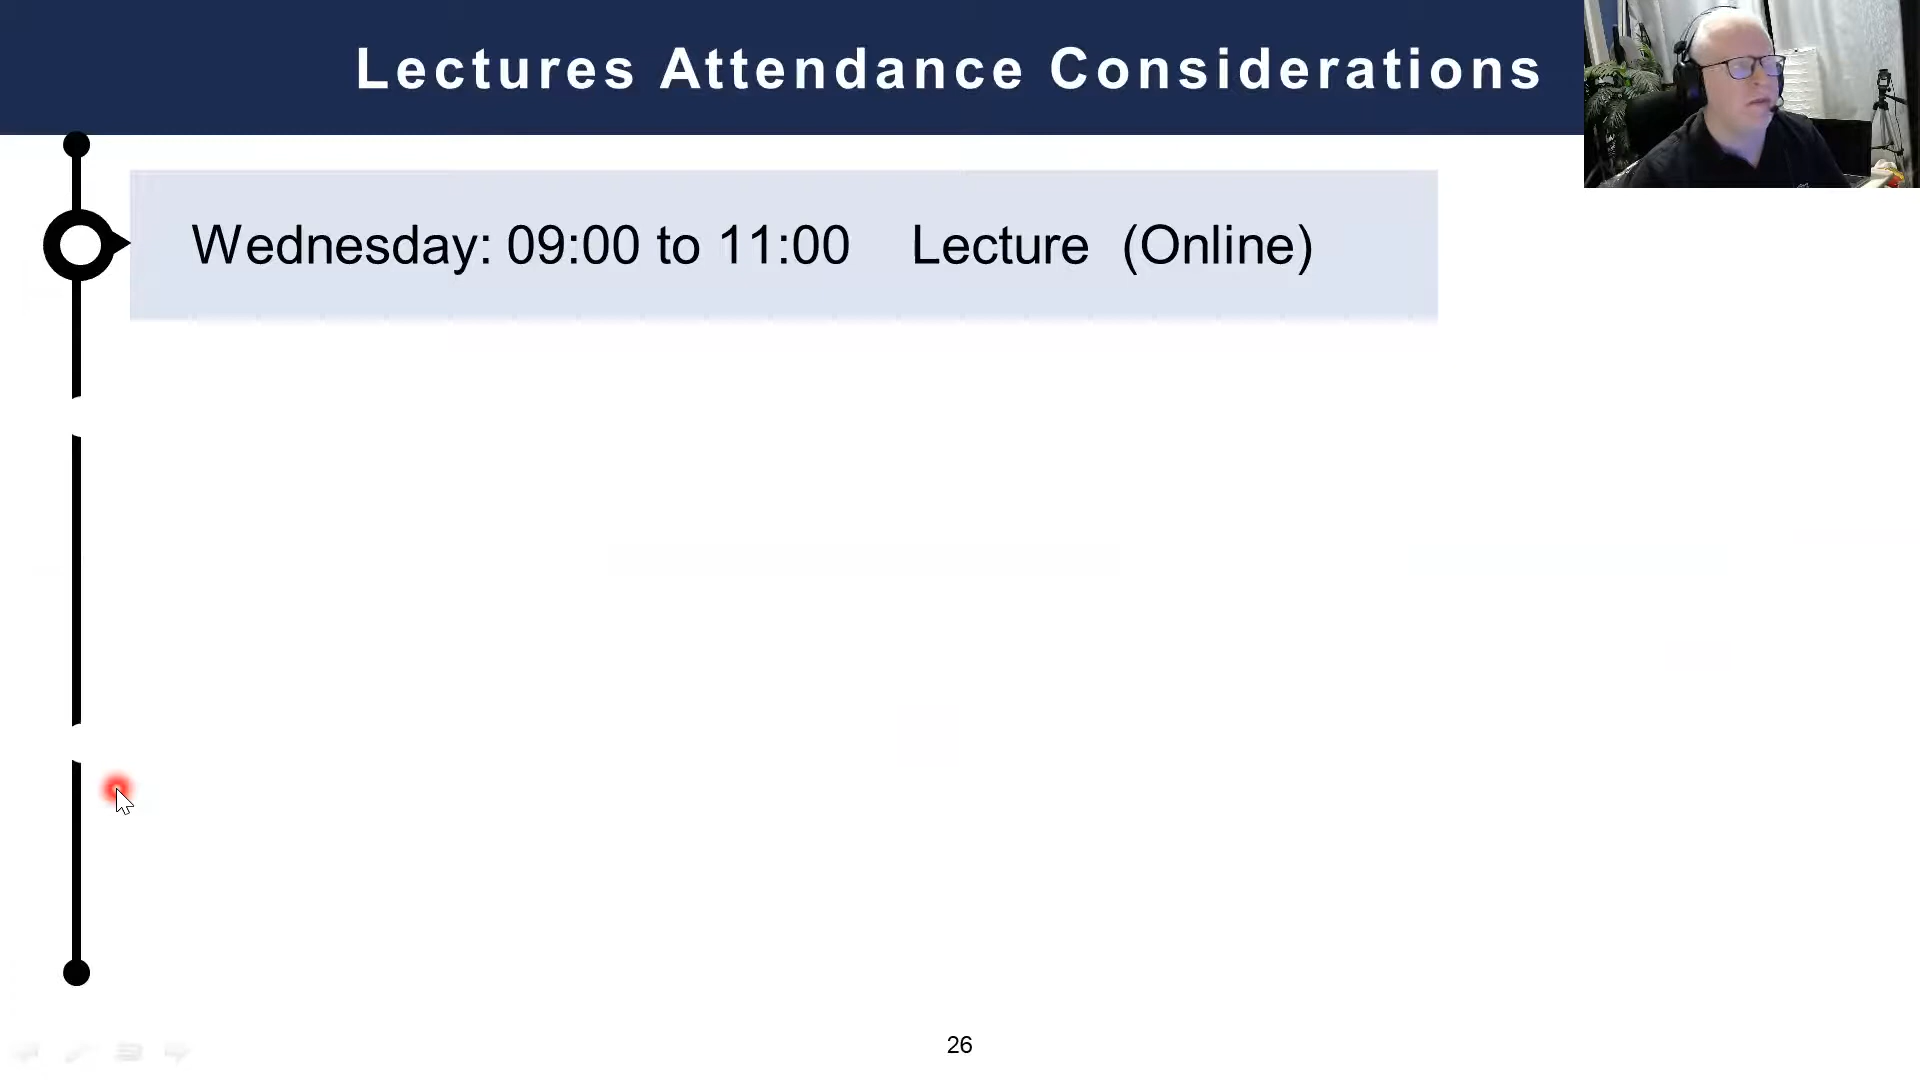 Lectures Attendance Considerations
Wednesday: 09:00 to 11:00 Lecture (Online)
26